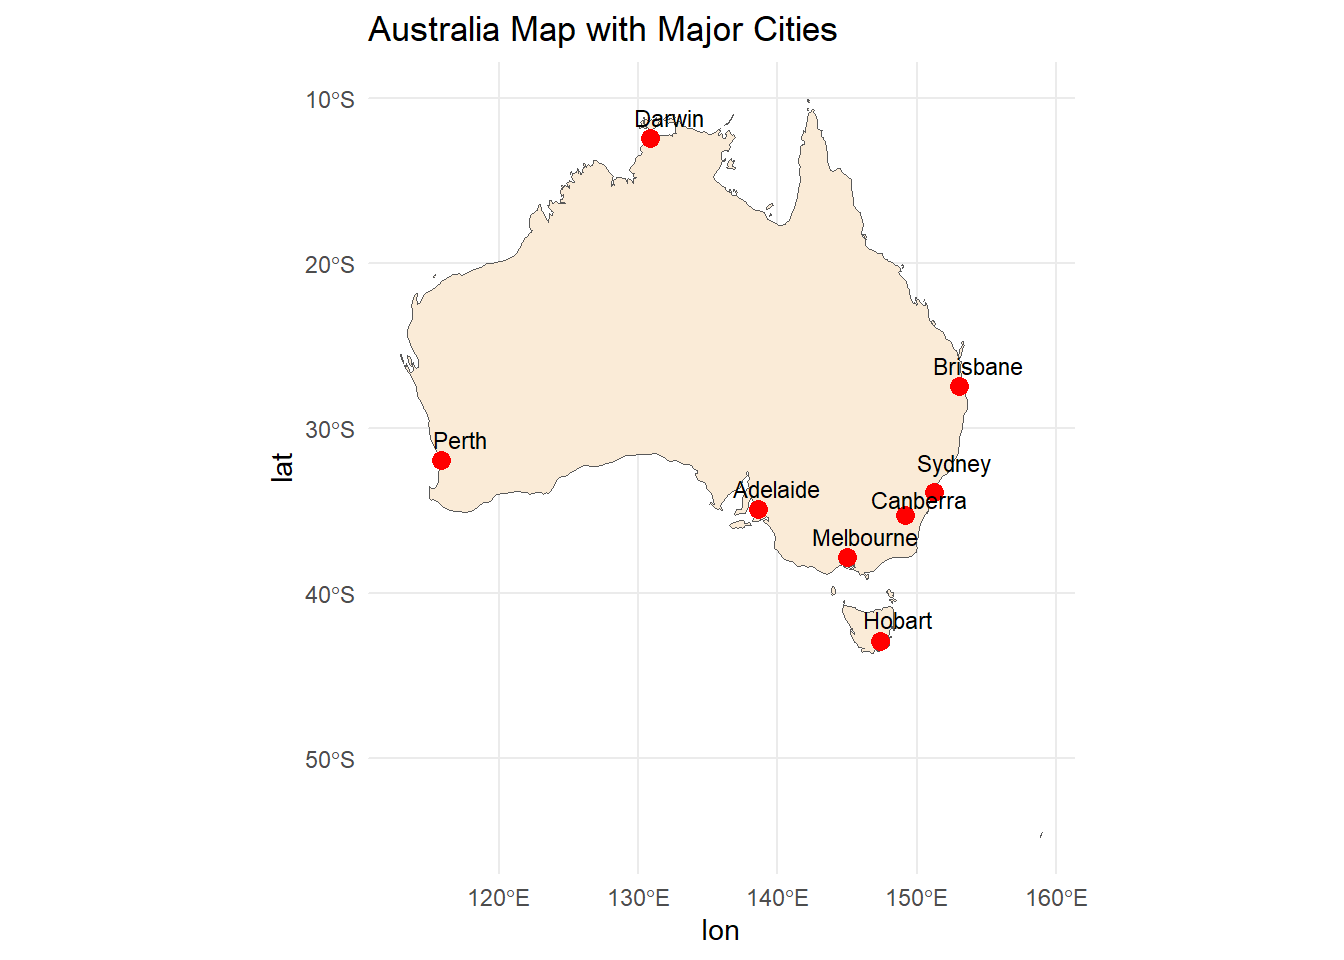 Australia Map with Major Cities
10°S
Darwin
20°S
Brisbane
30°S
Perth
Sydney
lat
Adelaide
Canberra
Melbourne
40°S
Hobart
50°S
120°E
130°E
140°E
150°E
160°E
lon